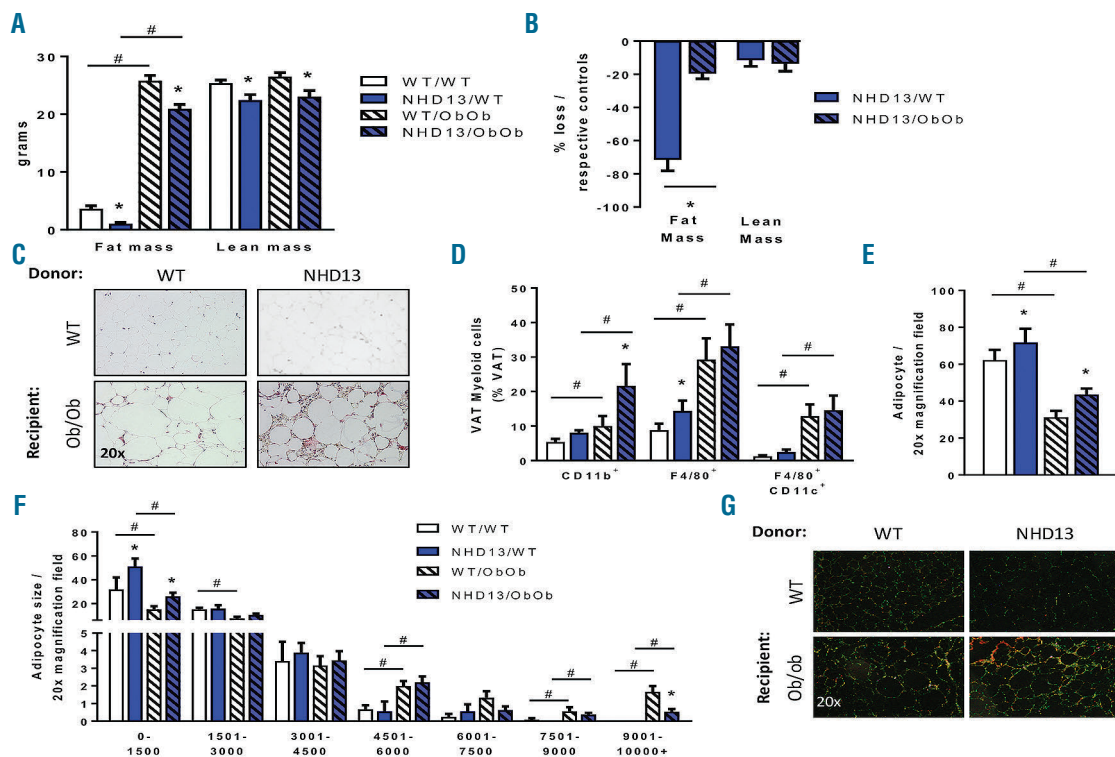 A
grams
30
20
10
0
#
#
*
*
*
*
Fat mass
Lean mass
WT/WT
NHD13/WT
WT/ObOb
NHD13/ObOb
B
% loss /
respective controls
0
-20
-40
-60
-80
-100
*
Fat
Mass
Lean
Mass
NHD13/WT
NHD13/ObOb
C
Donor:
WT
NHD13
Recipient:
WT
Ob/Ob
20x
D
VAT Myeloid cells
(% VAT)
50
40
30
20
10
0
#
#
*
#
#
*
#
#
CD11b+
F4/80+
F4/80+
CD11c+
E
Adipocyte /
20x magnification field
100
80
60
40
20
0
#
#
*
*
F
Adipocyte size /
20x magnification field
80
60
40
20
6
5
4
3
2
1
0
#
#
*
*
#
#
#
#
#
#
#
*
0-
1500
1501-
3000
3001-
4500
4501-
6000
6001-
7500
7501-
9000
9001-
10000+
WT/WT
NHD13/WT
WT/ObOb
NHD13/ObOb
G
Donor:
WT
NHD13
Recipient:
WT
Ob/ob
20x